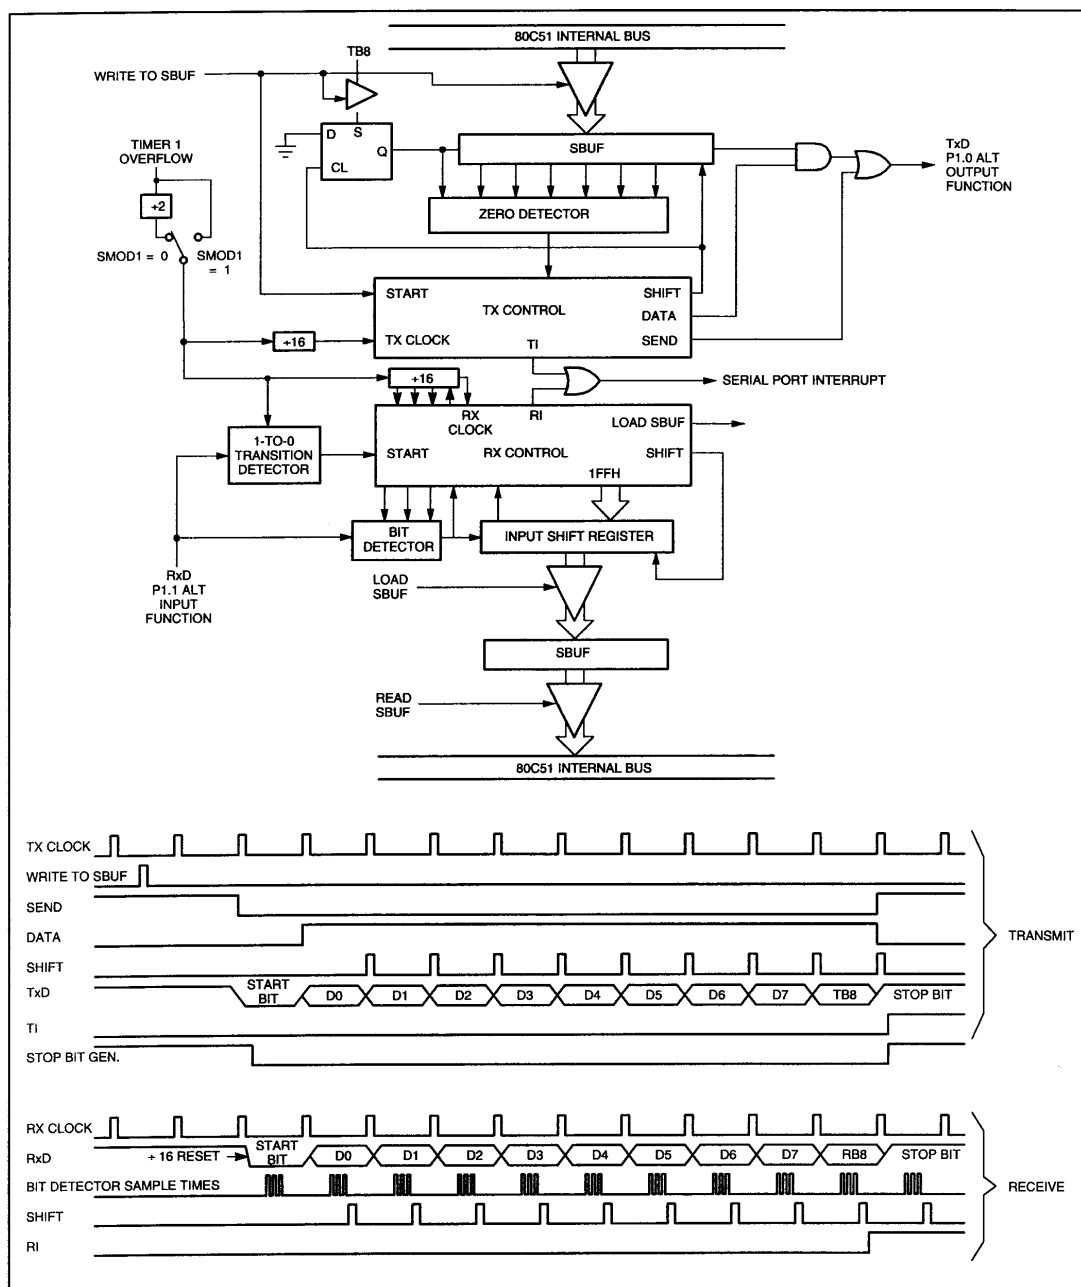 80C51 INTERNAL BUS
TB8
WRITE TO SBUF
D
S
Q
CL
SBUF
TxD
P1.0 ALT
OUTPUT
FUNCTION
TIMER 1
OVERFLOW
÷2
ZERO DETECTOR
SMOD1 = 0
SMOD1
= 1
START
SHIFT
TX CONTROL
DATA
÷16
TX CLOCK
TI
SEND
÷16
SERIAL PORT INTERRUPT
RX
CLOCK
RI
LOAD SBUF
1-TO-0
TRANSITION
DETECTOR
START
RX CONTROL
SHIFT
1FFH
BIT
DETECTOR
INPUT SHIFT REGISTER
RxD
P1.1 ALT
INPUT
FUNCTION
LOAD
SBUF
SBUF
READ
SBUF
80C51 INTERNAL BUS
TX CLOCK
WRITE TO SBUF
SEND
DATA
TRANSMIT
SHIFT
TxD
START
BIT
D0 D1 D2 D3 D4 D5 D6 D7 TB8 STOP BIT
TI
STOP BIT GEN.
RX CLOCK
RxD
÷ 16 RESET
START
BIT
D0 D1 D2 D3 D4 D5 D6 D7 RB8 STOP BIT
BIT DETECTOR SAMPLE TIMES
RECEIVE
SHIFT
RI